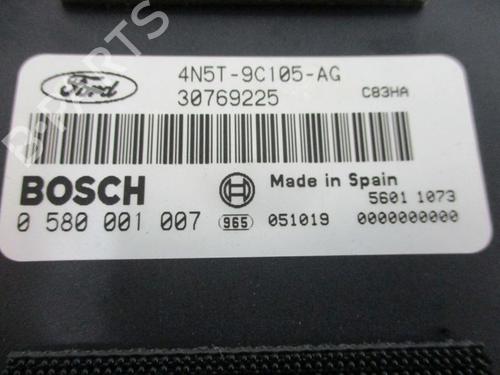 Ford
4N5T-9C105-AG
30769225
C83HA
BOSCH
Made in Spain
5601 1073
0 580 001 007
965
051019
0000000000
B-PARTS